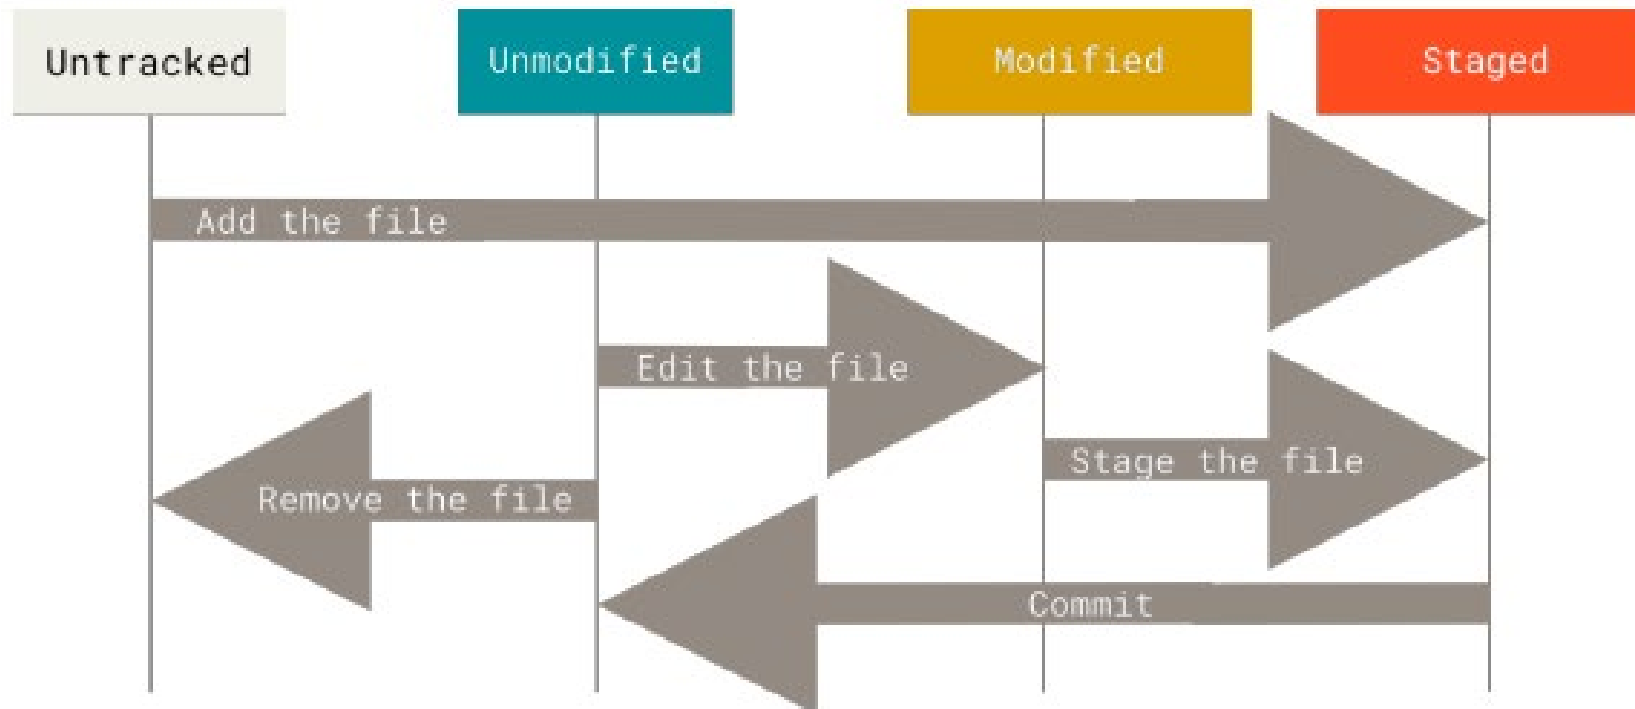 Untracked
Unmodified
Modified
Staged
Add the file
Edit the file
Stage the file
Remove the file
Commit